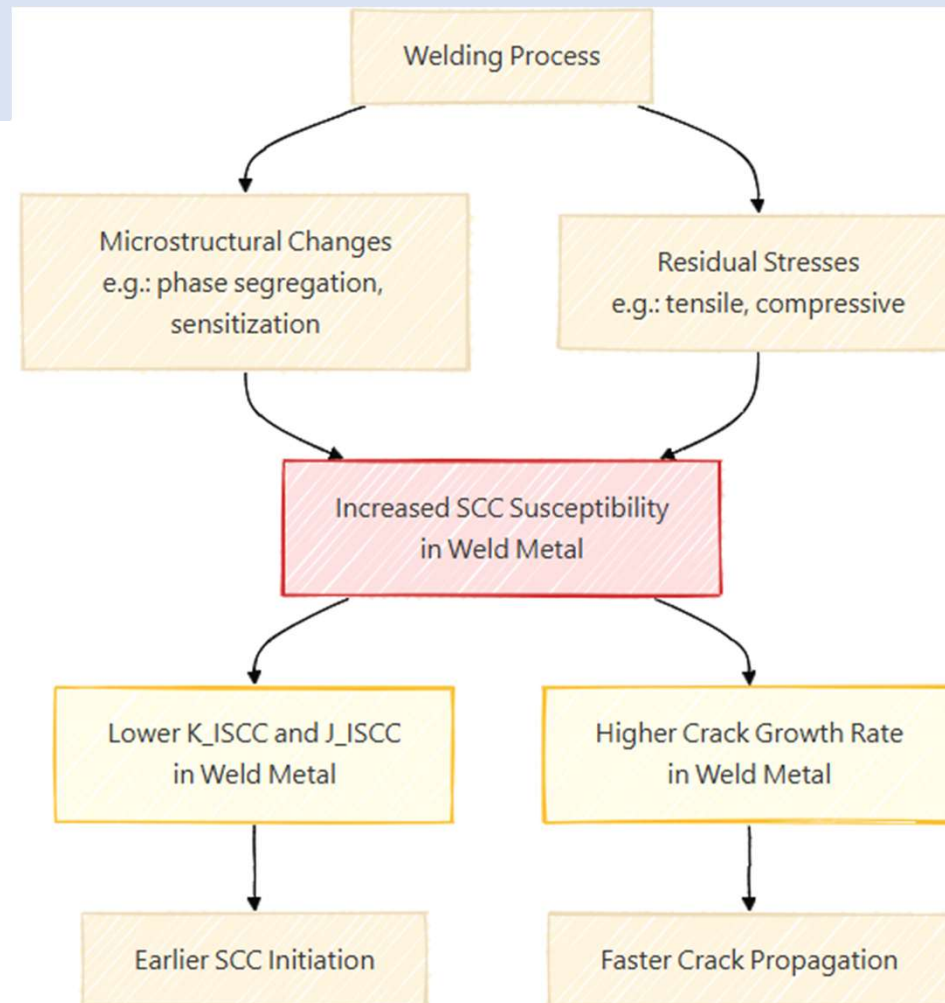 Welding Process
Microstructural Changes
e.g.: phase segregation,
sensitization
Residual Stresses
e.g.: tensile, compressive
Increased SCC Susceptibility
in Weld Metal
Lower K_ISCC and J_ISCC
in Weld Metal
Higher Crack Growth Rate
in Weld Metal
Earlier SCC Initiation
Faster Crack Propagation